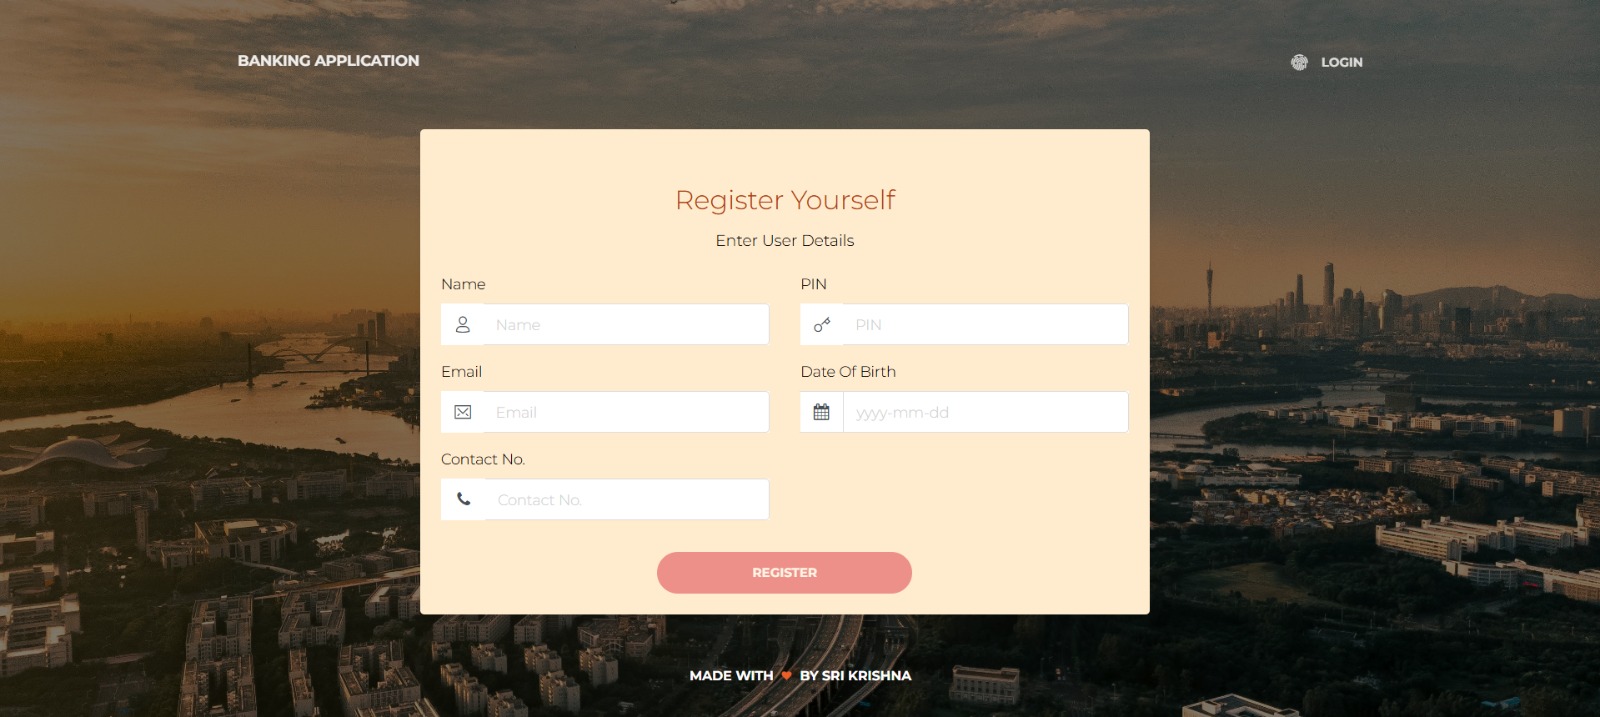 BANKING APPLICATION
LOGIN
Register Yourself
Enter User Details
Name
PIN
Name
PIN
Email
Date Of Birth
Email
yyyy-mm-dd
Contact No.
Contact No.
REGISTER
MADE WITH ❤ BY SRI KRISHNA